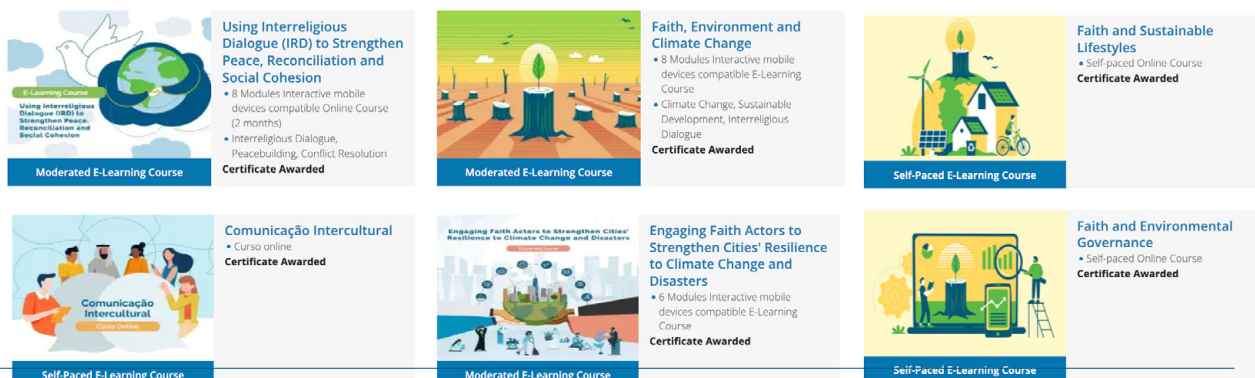 E-Learning Course
Using Interreligious
Dialogue (IRD) to
Strengthen Peace,
Reconciliation and
Social Cohesion
Moderated E-Learning Course
Using Interreligious
Dialogue (IRD) to Strengthen
Peace, Reconciliation and
Social Cohesion
• 8 Modules Interactive mobile
devices compatible Online Course
(2 months)
• Interreligious Dialogue,
Peacebuilding, Conflict Resolution
Certificate Awarded
Moderated E-Learning Course
Faith, Environment and
Climate Change
• 8 Modules Interactive mobile
devices compatible E-Learning
Course
• Climate Change, Sustainable
Development, Interreligious
Dialogue
Certificate Awarded
Self-Paced E-Learning Course
Faith and Sustainable
Lifestyles
• Self-paced Online Course
Certificate Awarded
Comunicação
Intercultural
Curso Online
Self-Paced E-Learning Course
Comunicação Intercultural
▪ Curso online
Certificate Awarded
Engaging Faith Actors to Strengthen Cities'
Resilience to Climate Change and Disasters
Moderated E-Learning Course
Engaging Faith Actors to
Strengthen Cities' Resilience
to Climate Change and
Disasters
• 6 Modules Interactive mobile
devices compatible E-Learning
Course
Certificate Awarded
Self-Paced E-Learning Course
Faith and Environmental
Governance
• Self-paced Online Course
Certificate Awarded